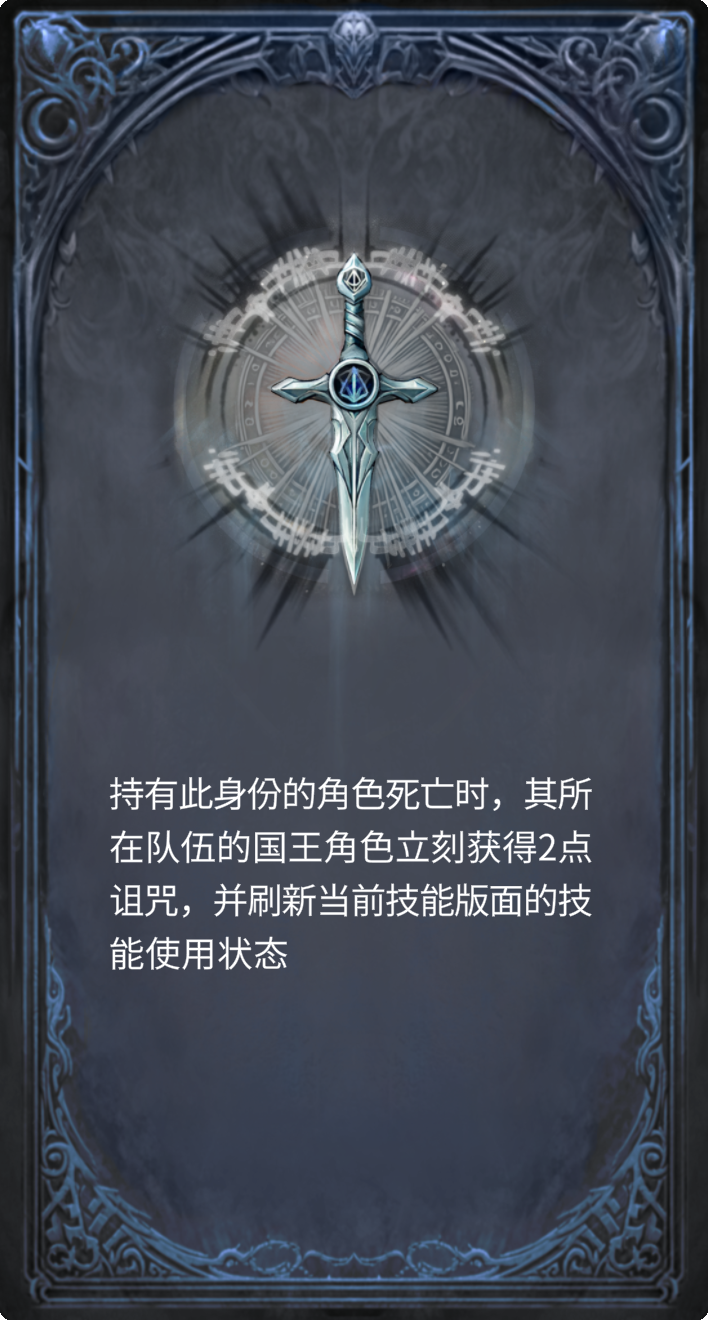 持有此身份的角色死亡时，其所
在队伍的国王角色立刻获得2点
诅咒，并刷新当前技能版面的技
能使用状态